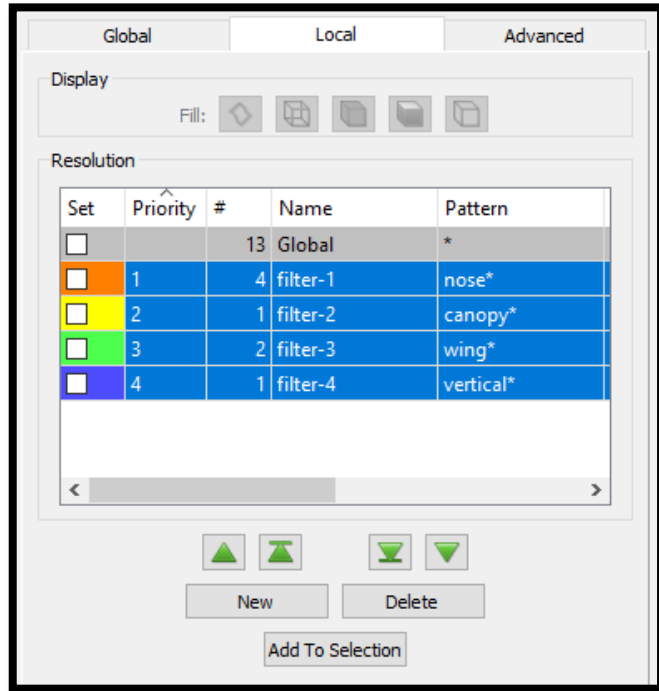 Global Local Advanced
Display
Fill:
Resolution
Set Priority # Name Pattern
13 Global *
1 4 filter-1 nose*
2 1 filter-2 canopy*
3 2 filter-3 wing*
4 1 filter-4 vertical*
New Delete
Add To Selection